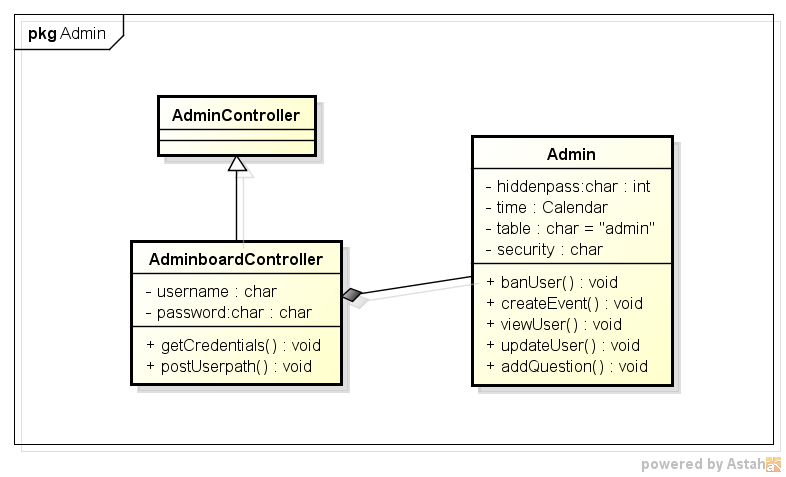 pkg Admin
AdminController
AdminboardController
- username : char
- password:char : char
+ getCredentials() : void
+ postUserpath() : void
Admin
- hiddenpass:char : int
- time : Calendar
- table : char = "admin"
- security : char
+ banUser() : void
+ createEvent() : void
+ viewUser() : void
+ updateUser() : void
+ addQuestion() : void
powered by Astah